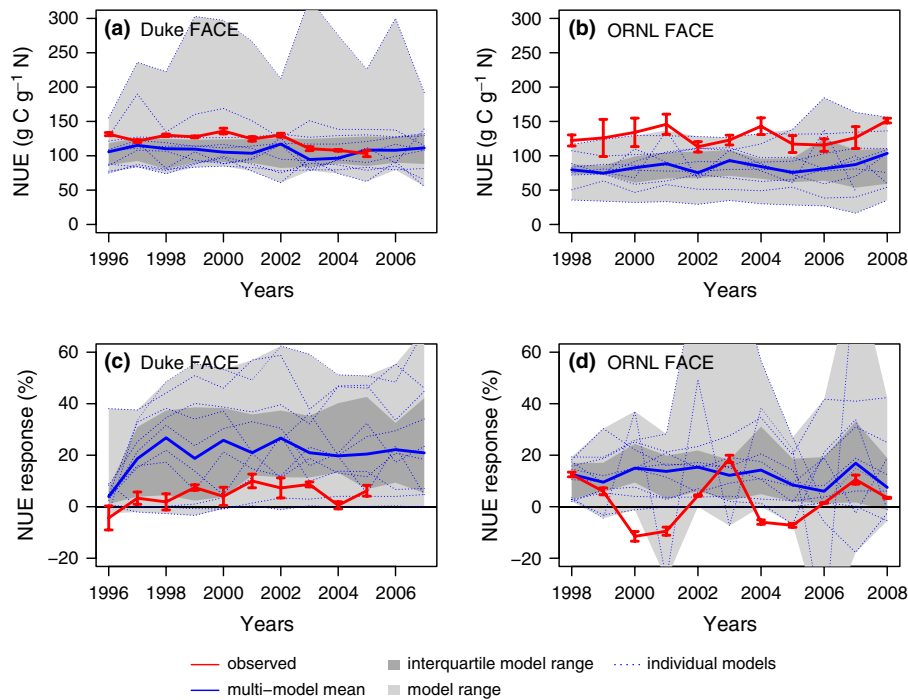 (a) Duke FACE
NUE (g C g⁻¹ N)
300
250
200
150
100
50
0
1996 1998 2000 2002 2004 2006
Years
(b) ORNL FACE
NUE (g C g⁻¹ N)
300
250
200
150
100
50
0
1998 2000 2002 2004 2006 2008
Years
(c) Duke FACE
NUE response (%)
60
40
20
0
−20
1996 1998 2000 2002 2004 2006
Years
(d) ORNL FACE
NUE response (%)
60
40
20
0
−20
1998 2000 2002 2004 2006 2008
Years
observed
interquartile model range
individual models
multi−model mean
model range